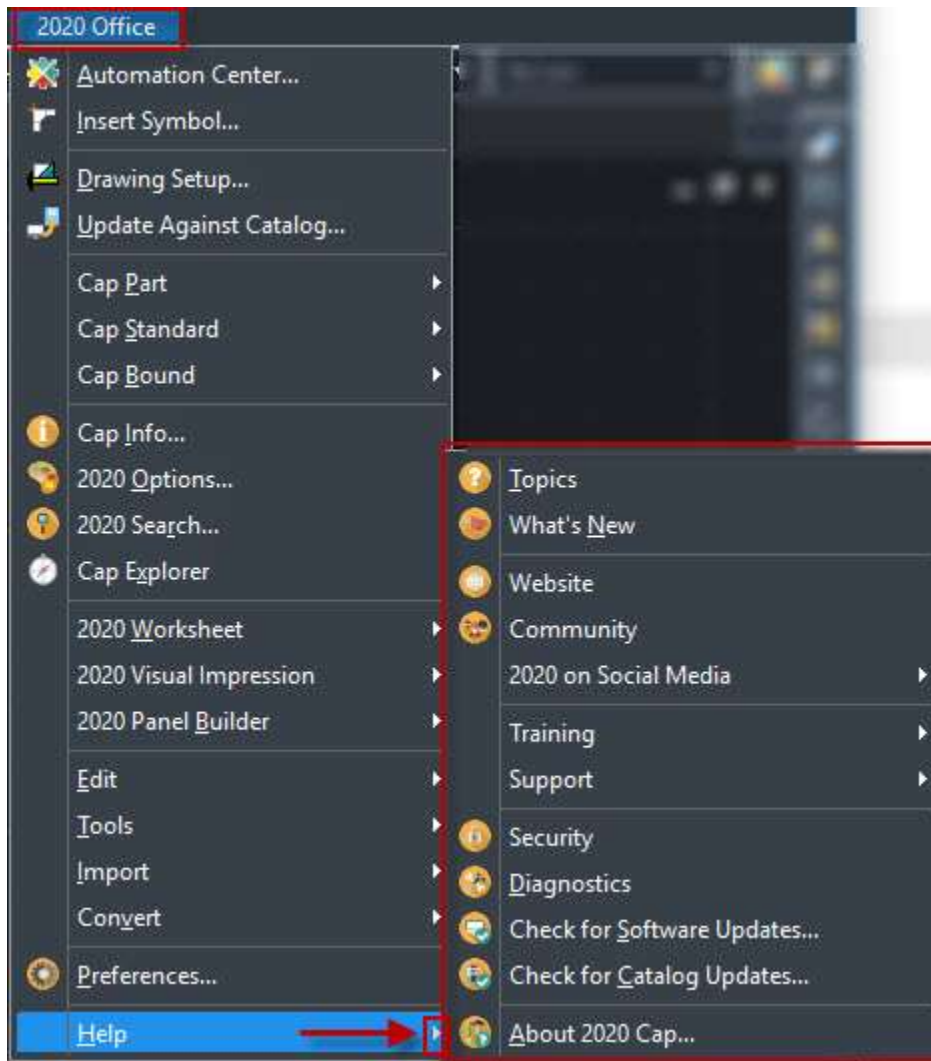 2020 Office
Automation Center...
Insert Symbol...
Drawing Setup...
Update Against Catalog...
Cap Part
Cap Standard
Cap Bound
Cap Info...
2020 Options...
2020 Search...
Cap Explorer
2020 Worksheet
2020 Visual Impression
2020 Panel Builder
Edit
Tools
Import
Convert
Preferences...
Help
Topics
What's New
Website
Community
2020 on Social Media
Training
Support
Security
Diagnostics
Check for Software Updates...
Check for Catalog Updates...
About 2020 Cap...